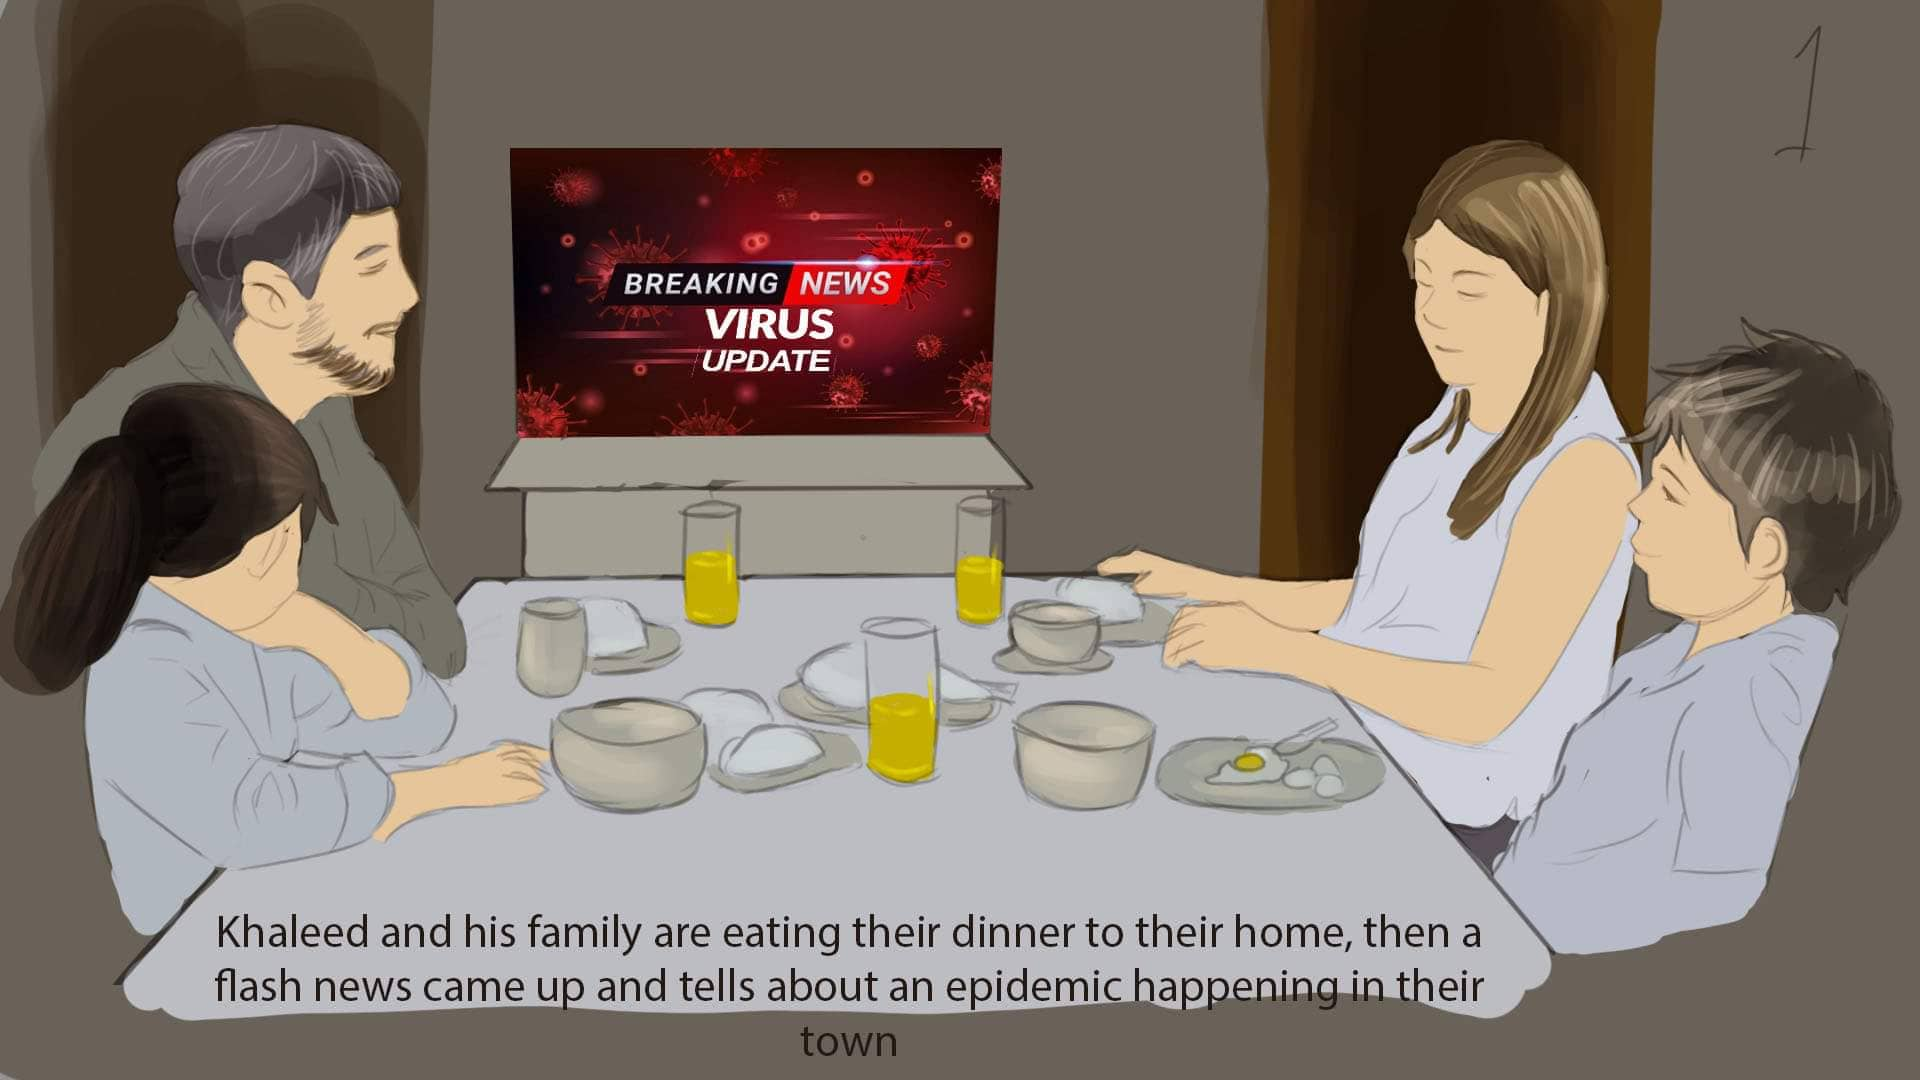 1
BREAKING NEWS
VIRUS
UPDATE
Khaleed and his family are eating their dinner to their home, then a
flash news came up and tells about an epidemic happening in their
town